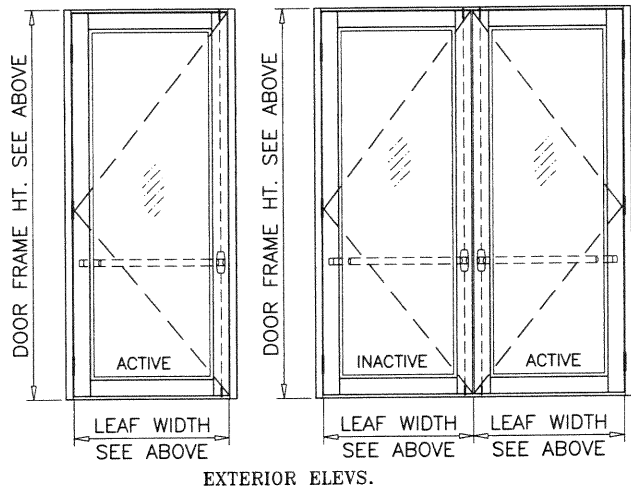 DOOR FRAME HT. SEE ABOVE
ACTIVE
LEAF WIDTH
SEE ABOVE
DOOR FRAME HT. SEE ABOVE
INACTIVE
ACTIVE
LEAF WIDTH
SEE ABOVE
LEAF WIDTH
SEE ABOVE
EXTERIOR ELEVS.